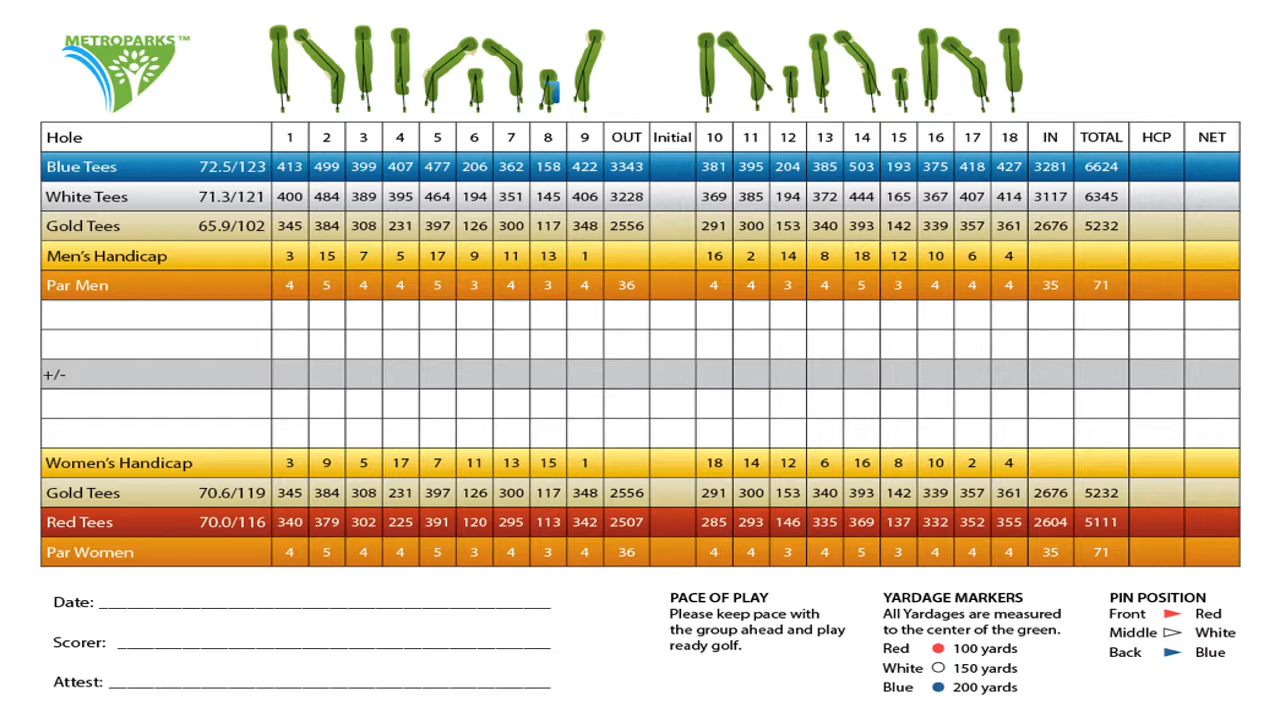 METROPARKS™
Hole 1 2 3 4 5 6 7 8 9 OUT Initial 10 11 12 13 14 15 16 17 18 IN TOTAL HCP NET
Blue Tees 72.5/123 413 499 399 407 477 206 362 158 422 3343 381 395 204 385 503 193 375 418 427 3281 6624
White Tees 71.3/121 400 484 389 395 464 194 351 145 406 3228 369 385 194 372 444 165 367 407 414 3117 6345
Gold Tees 65.9/102 345 384 308 231 397 126 300 117 348 2556 291 300 153 340 393 142 339 357 361 2676 5232
Men's Handicap 3 15 7 5 17 9 11 13 1 16 2 14 8 18 12 10 6 4
Par Men 4 5 4 4 5 3 4 3 4 36 4 4 3 4 5 3 4 4 4 35 71
+/-
Women's Handicap 3 9 5 17 7 11 13 15 1 18 14 12 6 16 8 10 2 4
Gold Tees 70.6/119 345 384 308 231 397 126 300 117 348 2556 291 300 153 340 393 142 339 357 361 2676 5232
Red Tees 70.0/116 340 379 302 225 391 120 295 113 342 2507 285 293 146 335 369 137 332 352 355 2604 5111
Par Women 4 5 4 4 5 3 4 3 4 36 4 4 3 4 5 3 4 4 4 35 71
Date:
Scorer:
Attest:
PACE OF PLAY
Please keep pace with
the group ahead and play
ready golf.
YARDAGE MARKERS
All Yardages are measured
to the center of the green.
Red 100 yards
White 150 yards
Blue 200 yards
PIN POSITION
Front Red
Middle White
Back Blue